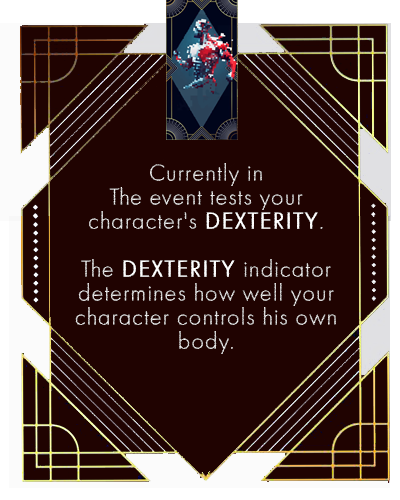 Currently in
The event tests your
character's DEXTERITY.
The DEXTERITY indicator
determines how well your
character controls his own
body.